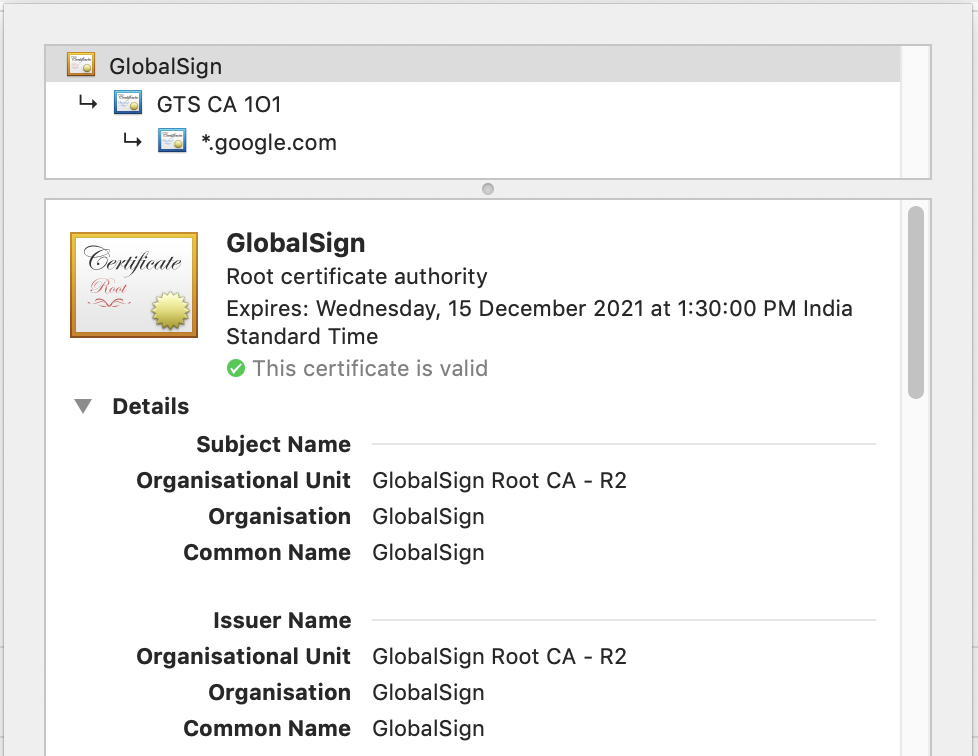 GlobalSign
GTS CA 1O1
*.google.com
Certificate
Root
GlobalSign
Root certificate authority
Expires: Wednesday, 15 December 2021 at 1:30:00 PM India
Standard Time
This certificate is valid
Details
Subject Name
Organisational Unit GlobalSign Root CA - R2
Organisation GlobalSign
Common Name GlobalSign
Issuer Name
Organisational Unit GlobalSign Root CA - R2
Organisation GlobalSign
Common Name GlobalSign